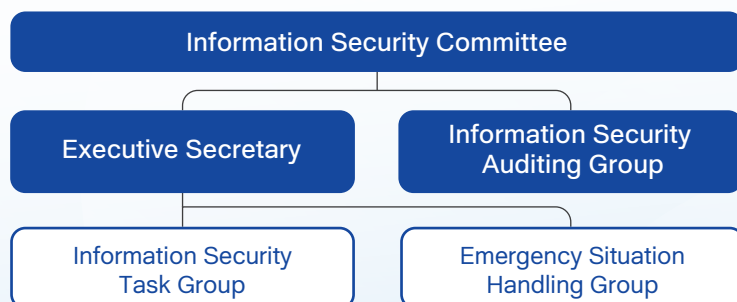 Information Security Committee
Executive Secretary
Information Security
Auditing Group
Information Security
Task Group
Emergency Situation
Handling Group